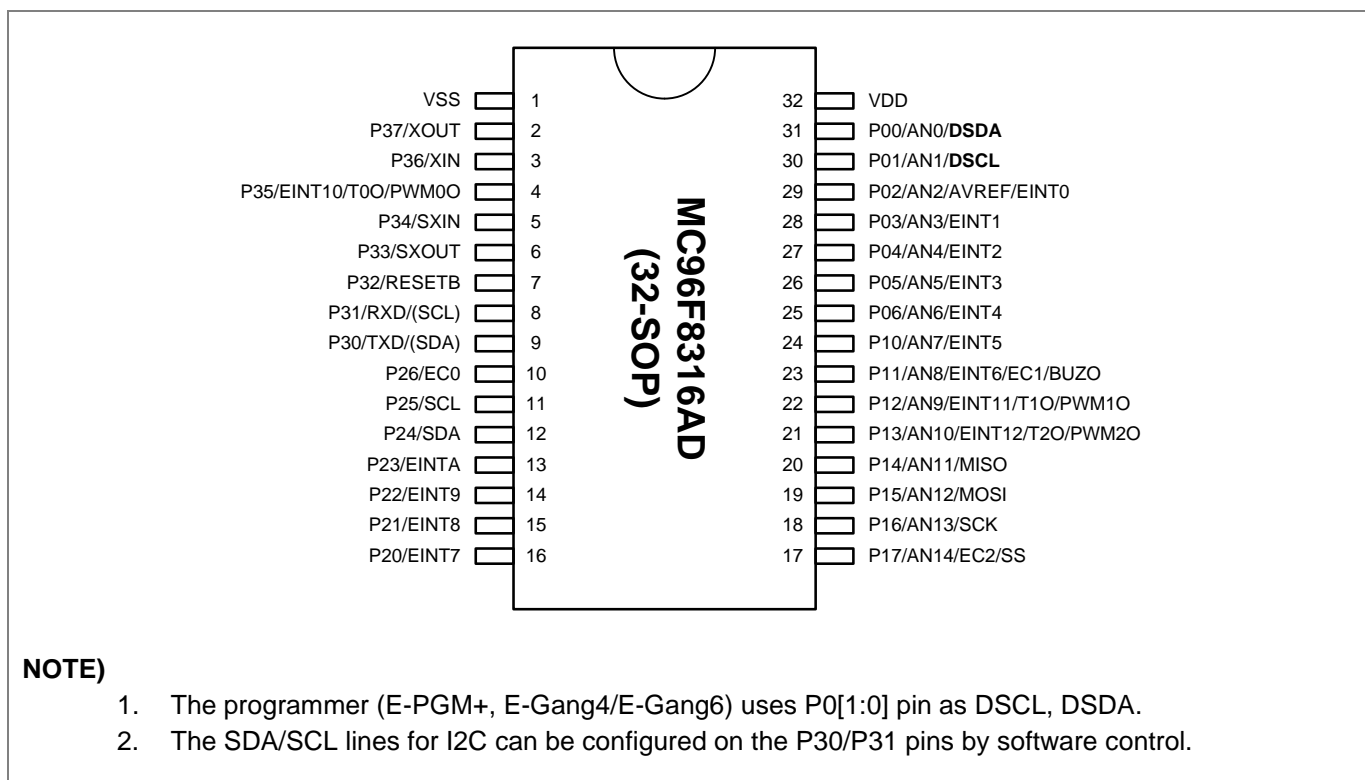 VSS 1 32 VDD
P37/XOUT 2 31 P00/AN0/DSDA
P36/XIN 3 30 P01/AN1/DSCL
P35/EINT10/T0O/PWM0O 4 29 P02/AN2/AVREF/EINT0
P34/SXIN 5 28 P03/AN3/EINT1
P33/SXOUT 6 27 P04/AN4/EINT2
P32/RESETB 7 26 P05/AN5/EINT3
P31/RXD/(SCL) 8 25 P06/AN6/EINT4
P30/TXD/(SDA) 9 24 P10/AN7/EINT5
P26/EC0 10 23 P11/AN8/EINT6/EC1/BUZO
P25/SCL 11 22 P12/AN9/EINT11/T1O/PWM1O
P24/SDA 12 21 P13/AN10/EINT12/T2O/PWM2O
P23/EINTA 13 20 P14/AN11/MISO
P22/EINT9 14 19 P15/AN12/MOSI
P21/EINT8 15 18 P16/AN13/SCK
P20/EINT7 16 17 P17/AN14/EC2/SS
MC96F8316AD
(32-SOP)
NOTE)
1. The programmer (E-PGM+, E-Gang4/E-Gang6) uses P0[1:0] pin as DSCL, DSDA.
2. The SDA/SCL lines for I2C can be configured on the P30/P31 pins by software control.